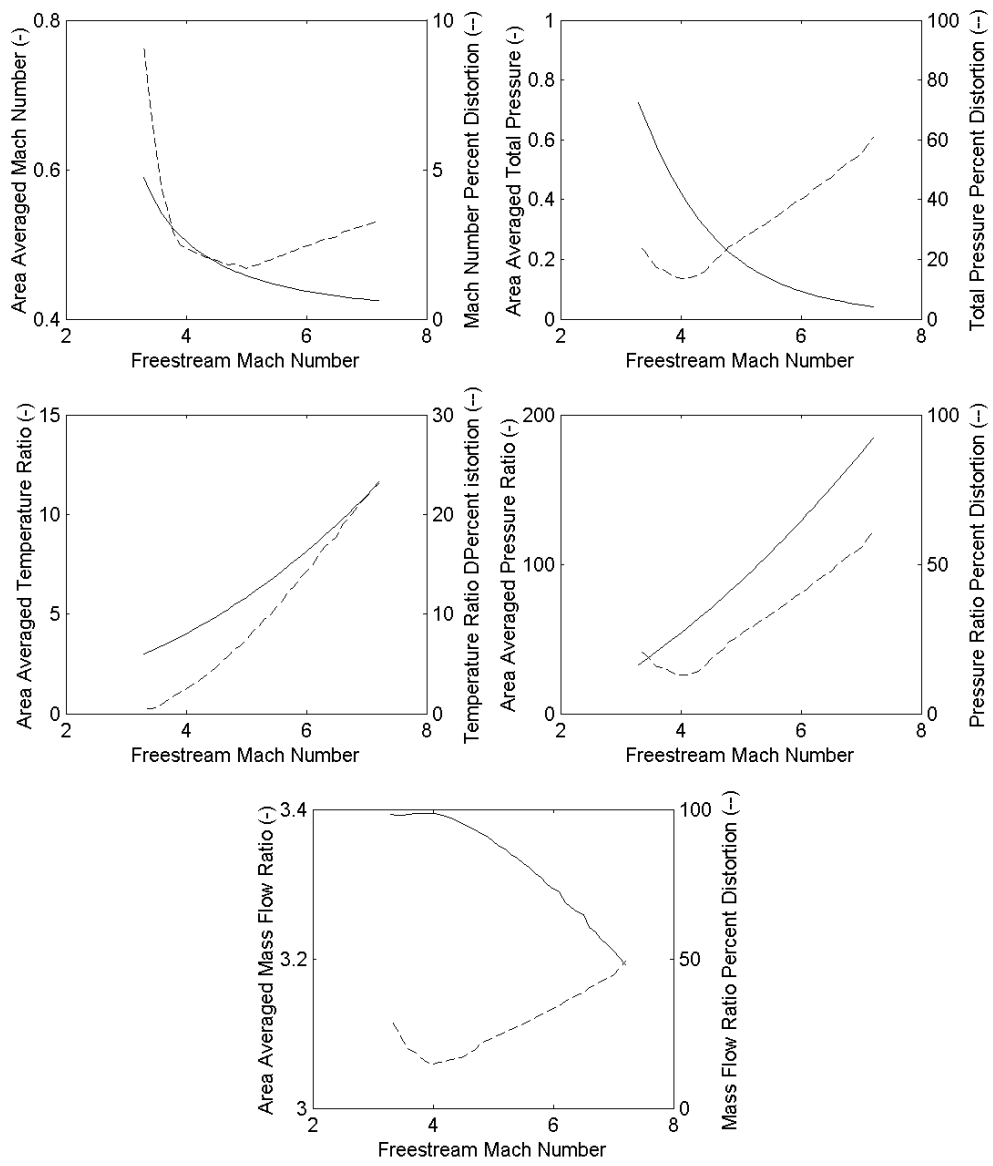 0.8
0.6
0.4
Area Averaged Mach Number (-)
10
5
0
Mach Number Percent Distortion (--)
2 4 6 8
Freestream Mach Number
1
0.8
0.6
0.4
0.2
0
Area Averaged Total Pressure (-)
100
80
60
40
20
0
Total Pressure Percent Distortion (--)
2 4 6 8
Freestream Mach Number
15
10
5
0
Area Averaged Temperature Ratio (-)
30
20
10
0
Temperature Ratio DPercent istortion (--)
2 4 6 8
Freestream Mach Number
200
100
0
Area Averaged Pressure Ratio (-)
100
50
0
Pressure Ratio Percent Distortion (--)
2 4 6 8
Freestream Mach Number
3.4
3.2
3
Area Averaged Mass Flow Ratio (-)
100
50
0
Mass Flow Ratio Percent Distortion (--)
2 4 6 8
Freestream Mach Number